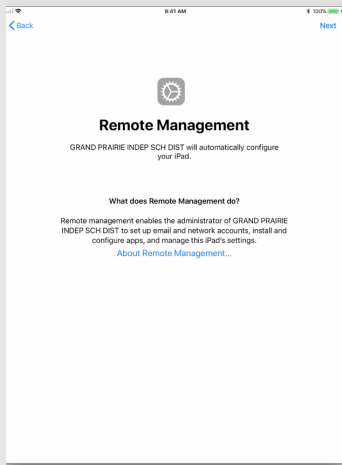 9:41 AM
100%
Back
Next
Remote Management
GRAND PRAIRIE INDEP SCH DIST will automatically configure
your iPad.
What does Remote Management do?
Remote management enables the administrator of GRAND PRAIRIE
INDEP SCH DIST to set up email and network accounts, install and
configure apps, and manage this iPad's settings.
About Remote Management...